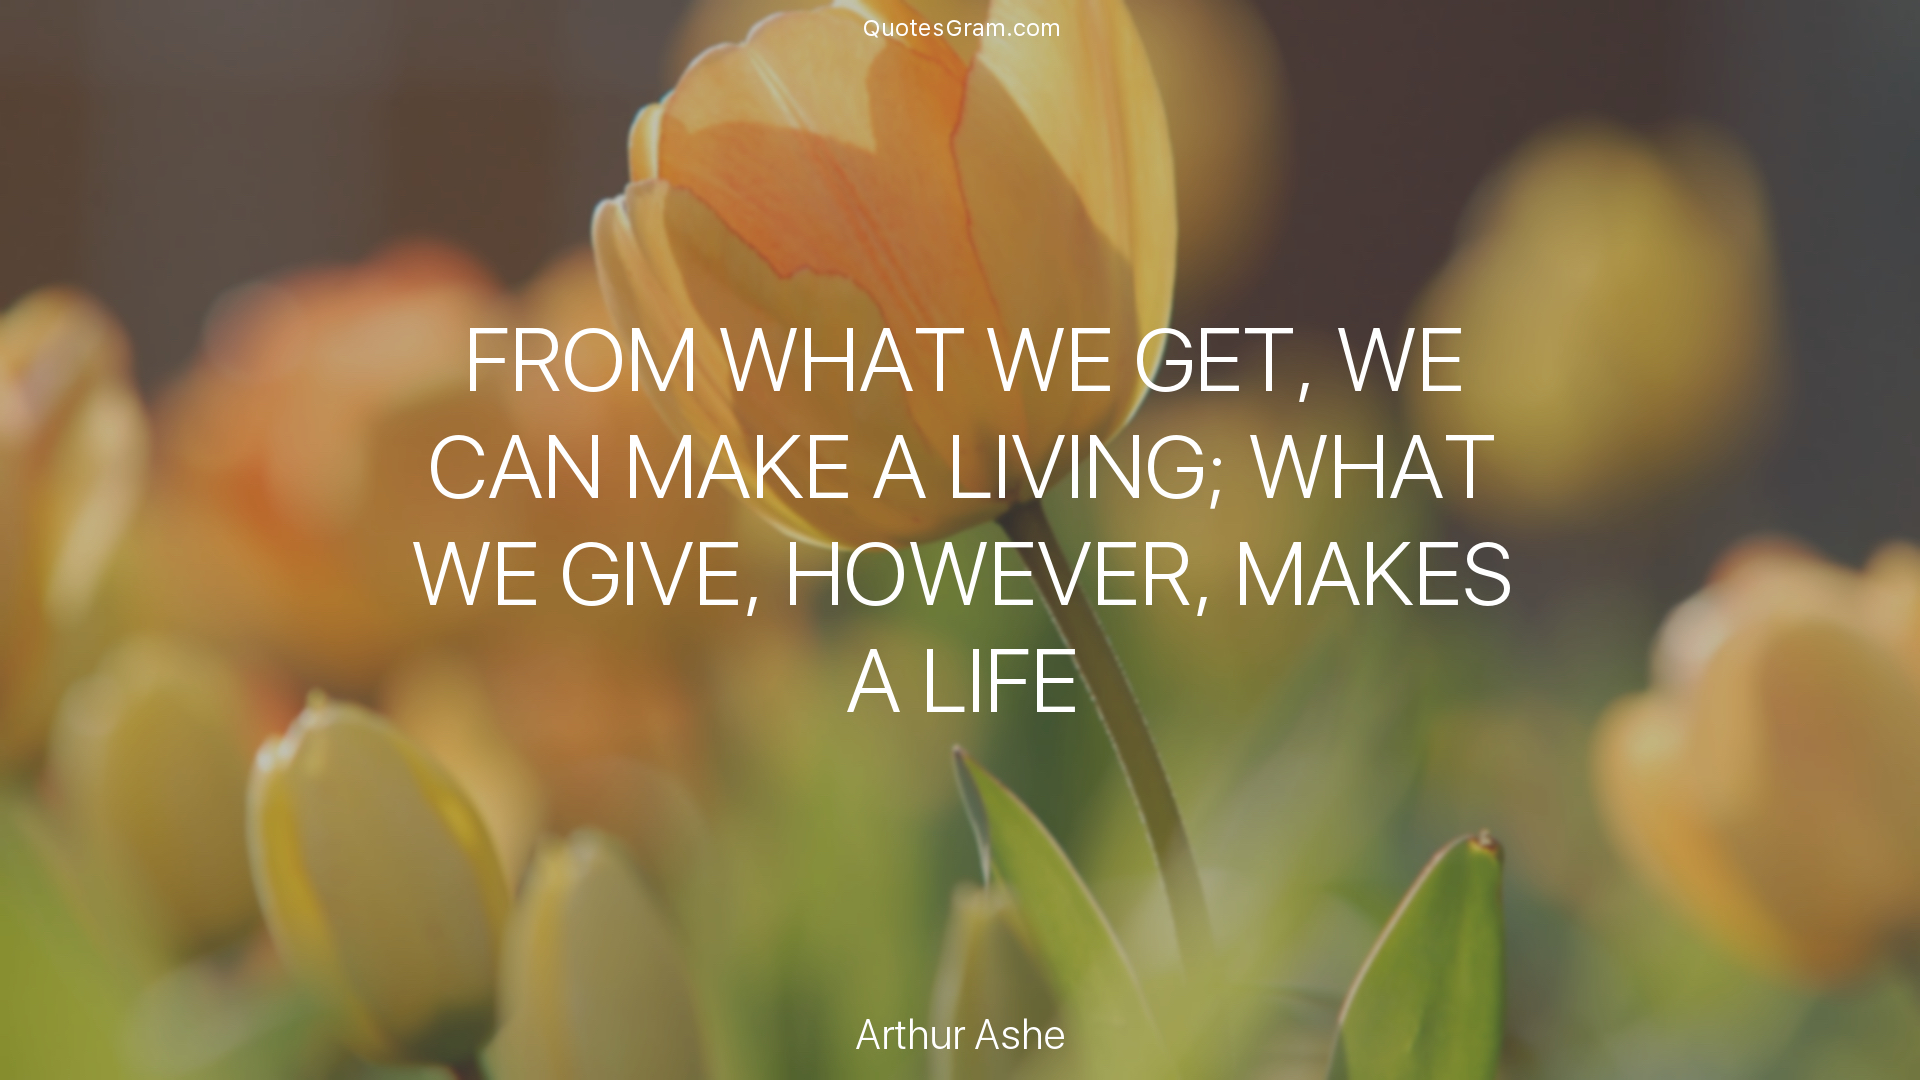 QuotesGram.com
FROM WHAT WE GET, WE
CAN MAKE A LIVING; WHAT
WE GIVE, HOWEVER, MAKES
A LIFE
Arthur Ashe